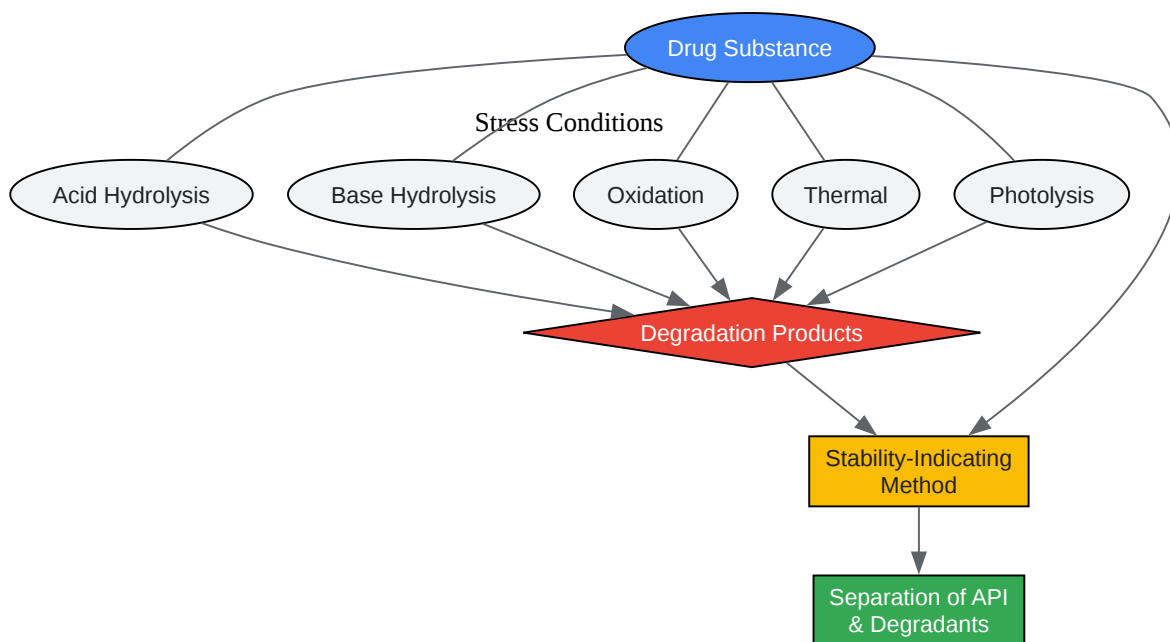 Drug Substance
Stress Conditions
Acid Hydrolysis
Base Hydrolysis
Oxidation
Thermal
Photolysis
Degradation Products
Stability-Indicating
Method
Separation of API
& Degradants